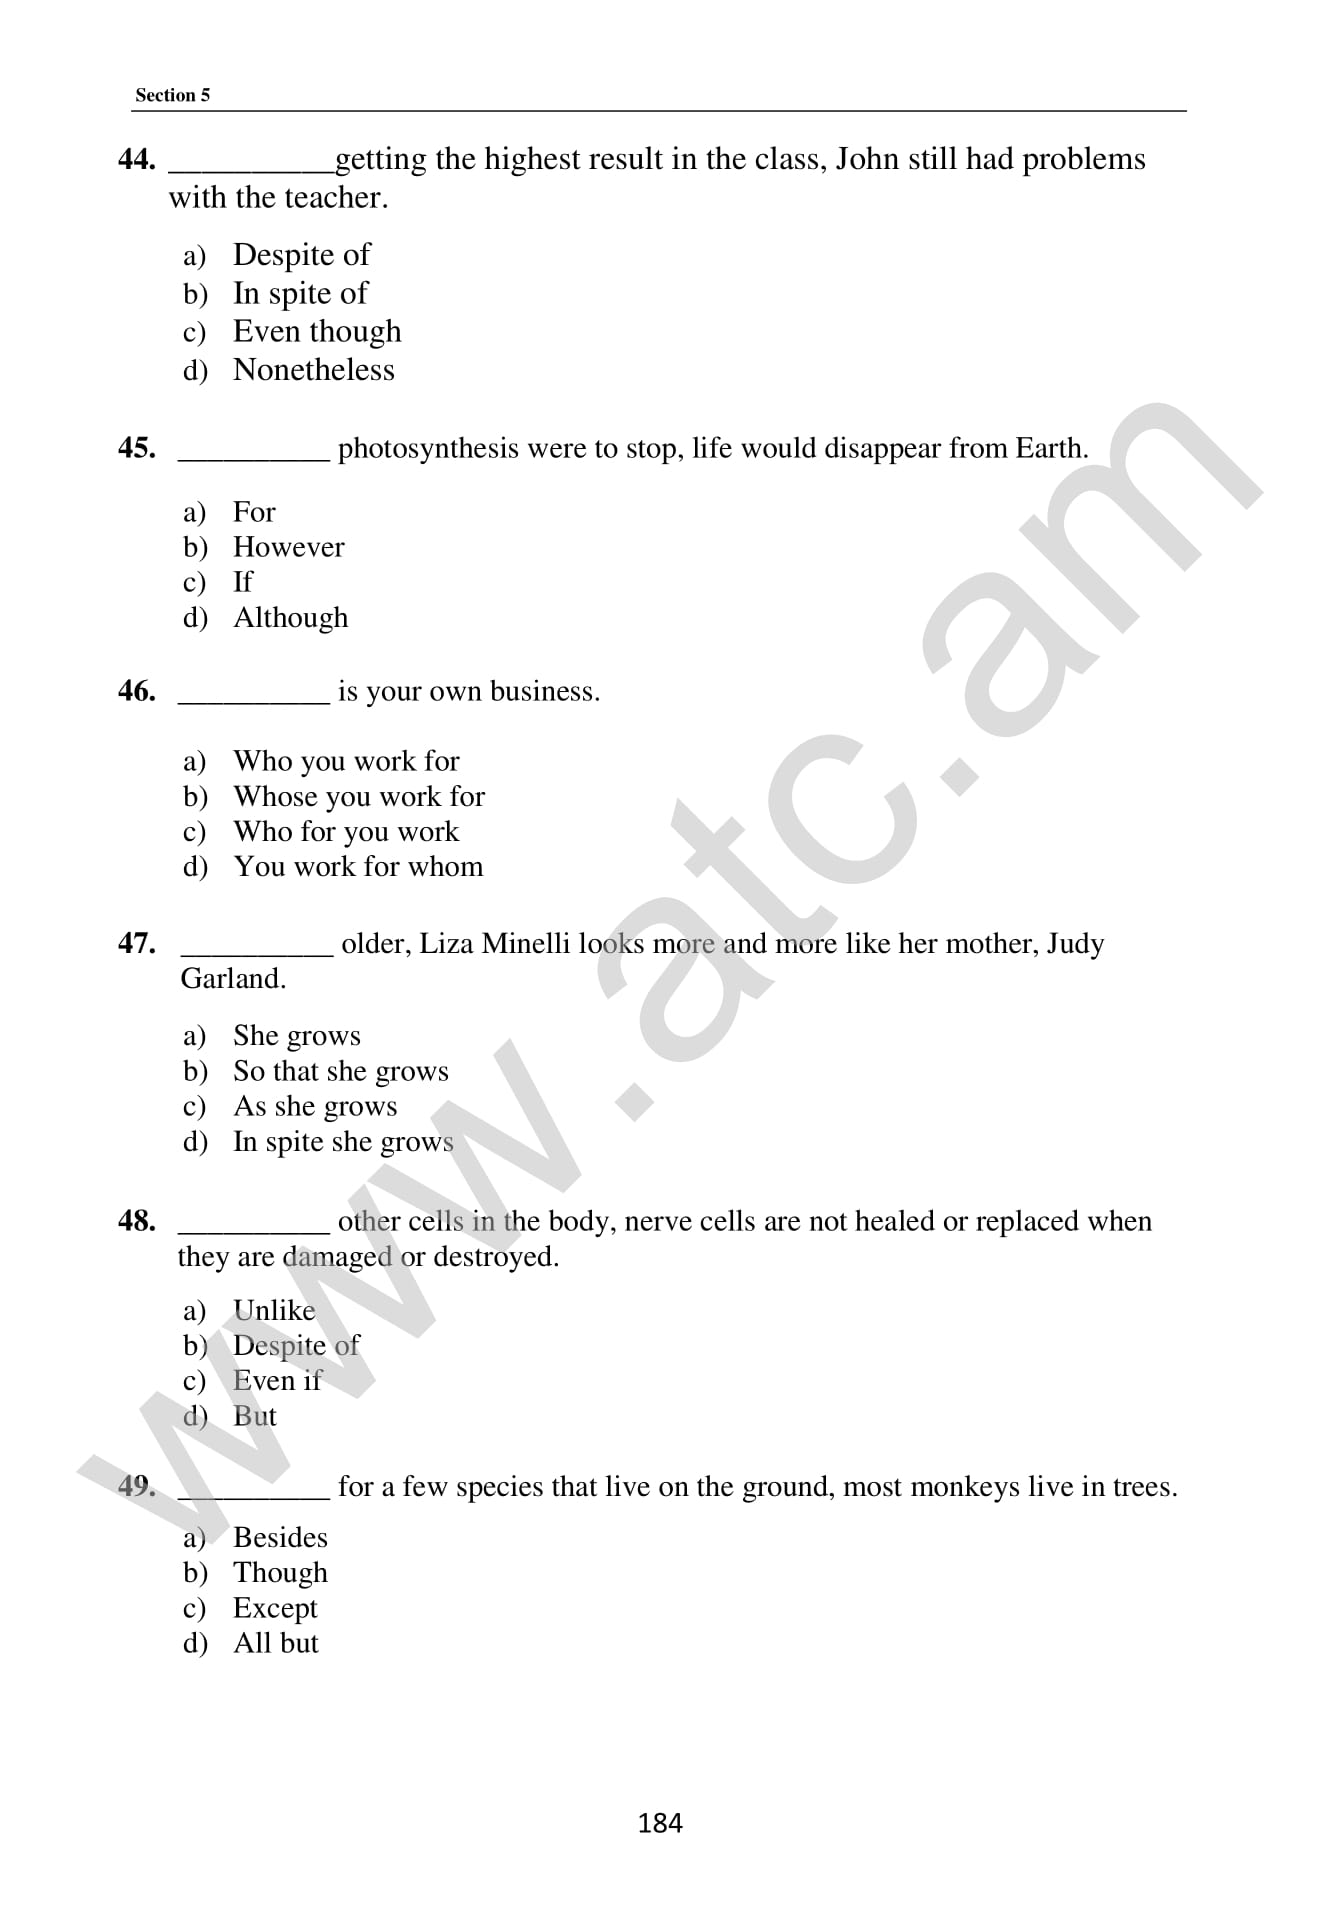 Section 5
44. __________getting the highest result in the class, John still had problems
with the teacher.
a) Despite of
b) In spite of
c) Even though
d) Nonetheless
45. __________ photosynthesis were to stop, life would disappear from Earth.
a) For
b) However
c) If
d) Although
46. __________ is your own business.
a) Who you work for
b) Whose you work for
c) Who for you work
d) You work for whom
47. __________ older, Liza Minelli looks more and more like her mother, Judy
Garland.
a) She grows
b) So that she grows
c) As she grows
d) In spite she grows
48. __________ other cells in the body, nerve cells are not healed or replaced when
they are damaged or destroyed.
a) Unlike
b) Despite of
c) Even if
d) But
49. __________ for a few species that live on the ground, most monkeys live in trees.
a) Besides
b) Though
c) Except
d) All but
184
www.atc.am